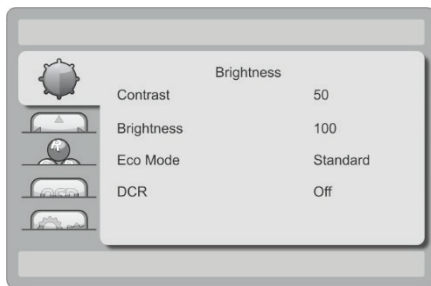 Brightness
Contrast 50
Brightness 100
Eco Mode Standard
DCR Off